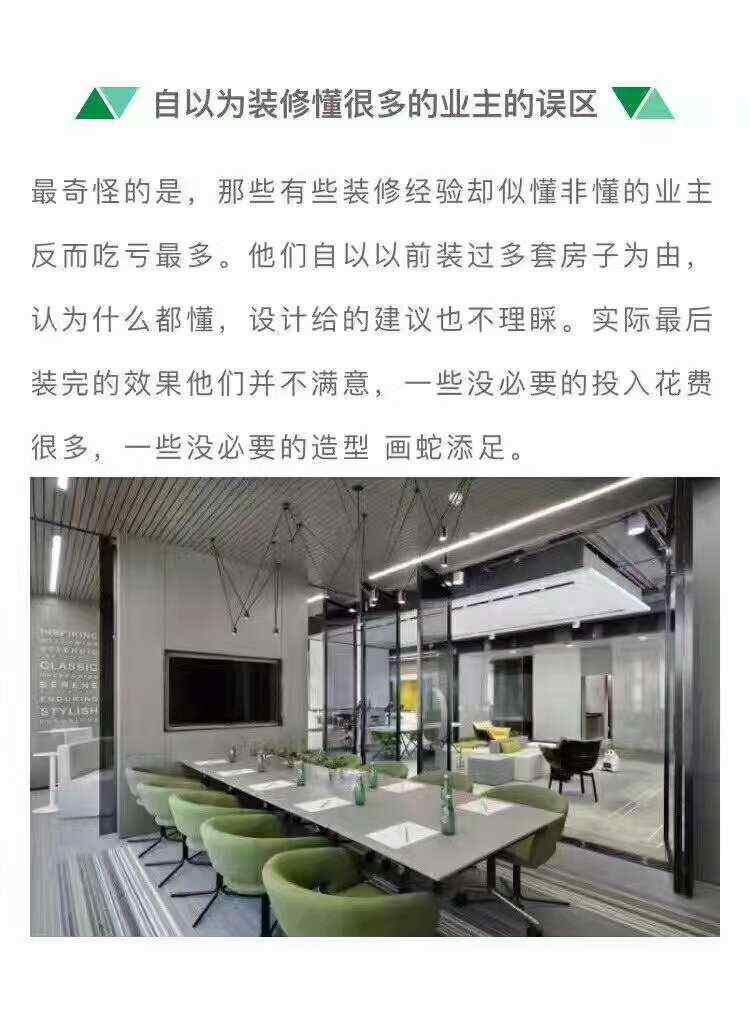 自以为装修懂很多的业主的误区
最奇怪的是，那些有些装修经验却似懂非懂的业主
反而吃亏最多。他们自以以前装过多套房子为由，
认为什么都懂，设计给的建议也不理睬。实际最后
装完的效果他们并不满意，一些没必要的投入花费
很多，一些没必要的造型 画蛇添足。
INSPIRING
CLASSIC
SERENE
ENDURING
STYLISH